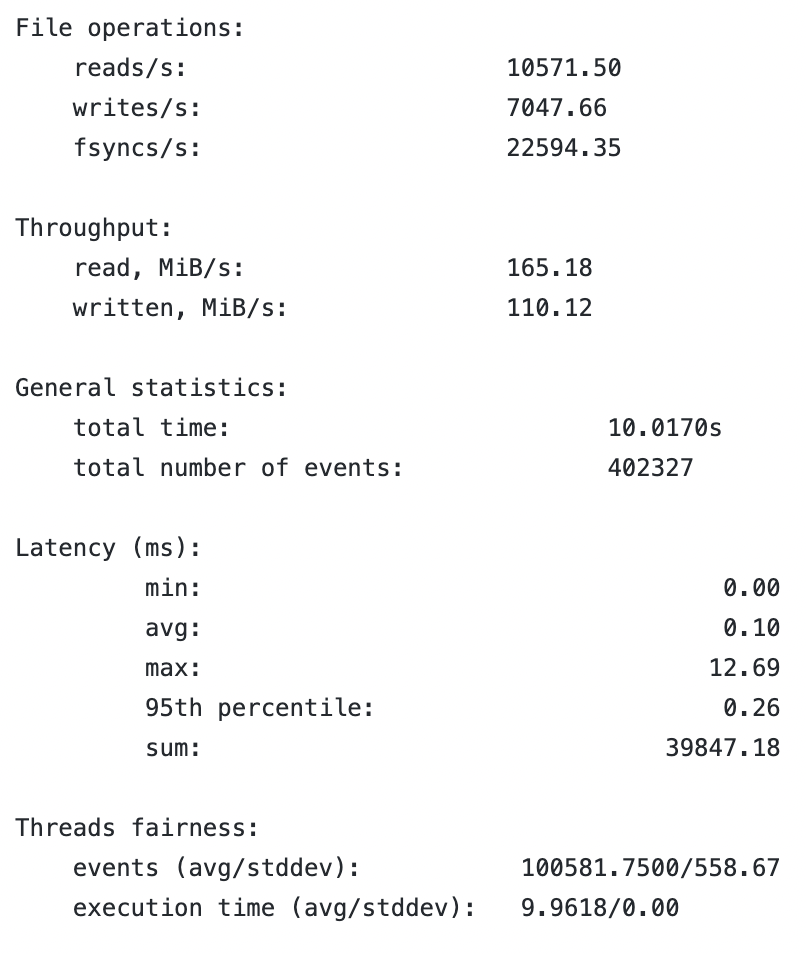 File operations:
    reads/s:                      10571.50
    writes/s:                     7047.66
    fsyncs/s:                     22594.35

Throughput:
    read, MiB/s:                  165.18
    written, MiB/s:               110.12

General statistics:
    total time:                          10.0170s
    total number of events:              402327

Latency (ms):
         min:                                    0.00
         avg:                                    0.10
         max:                                   12.69
         95th percentile:                        0.26
         sum:                                39847.18

Threads fairness:
    events (avg/stddev):           100581.7500/558.67
    execution time (avg/stddev):   9.9618/0.00